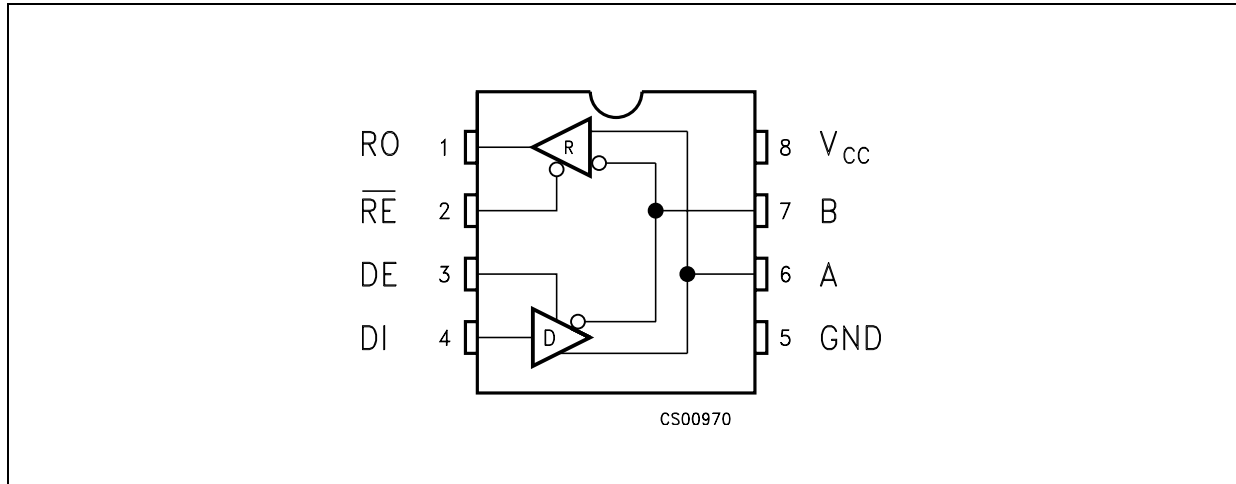 RO 1 R 8 VCC
RE 2 7 B
DE 3 6 A
DI 4 D 5 GND
CS00970